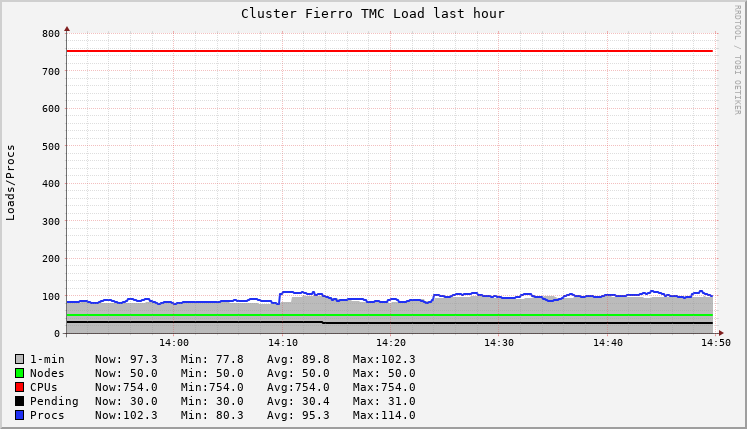 Cluster Fierro TMC Load last hour
RRDTOOL / TOBI OETIKER
Loads/Procs
800
700
600
500
400
300
200
100
0
14:00 14:10 14:20 14:30 14:40 14:50
1-min Now: 97.3 Min: 77.8 Avg: 89.8 Max:102.3
Nodes Now: 50.0 Min: 50.0 Avg: 50.0 Max: 50.0
CPUs Now:754.0 Min:754.0 Avg:754.0 Max:754.0
Pending Now: 30.0 Min: 30.0 Avg: 30.4 Max: 31.0
Procs Now:102.3 Min: 80.3 Avg: 95.3 Max:114.0